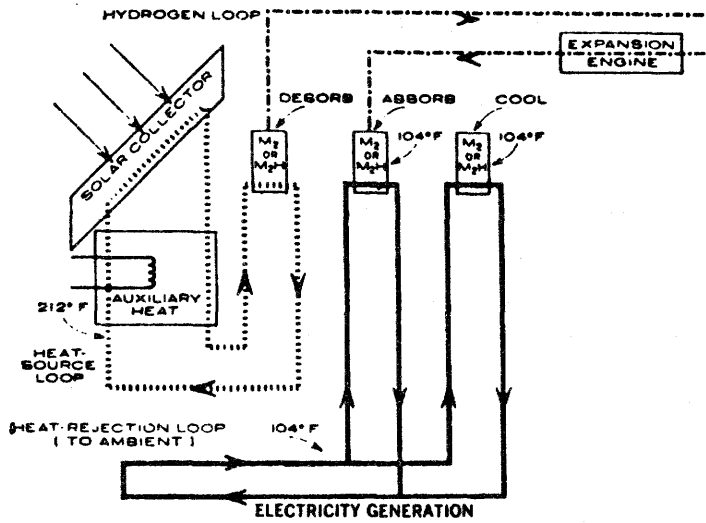 HYDROGEN LOOP
EXPANSION
ENGINE
SOLAR COLLECTOR
DESORB
ABSORB
COOL
M₂
OR
M₂H
M₂
OR
M₂H
104°F
M₂
OR
M₂H
104°F
AUXILIARY
HEAT
212° F
HEAT-
SOURCE
LOOP
HEAT-REJECTION LOOP
( TO AMBIENT )
104° F
ELECTRICITY GENERATION